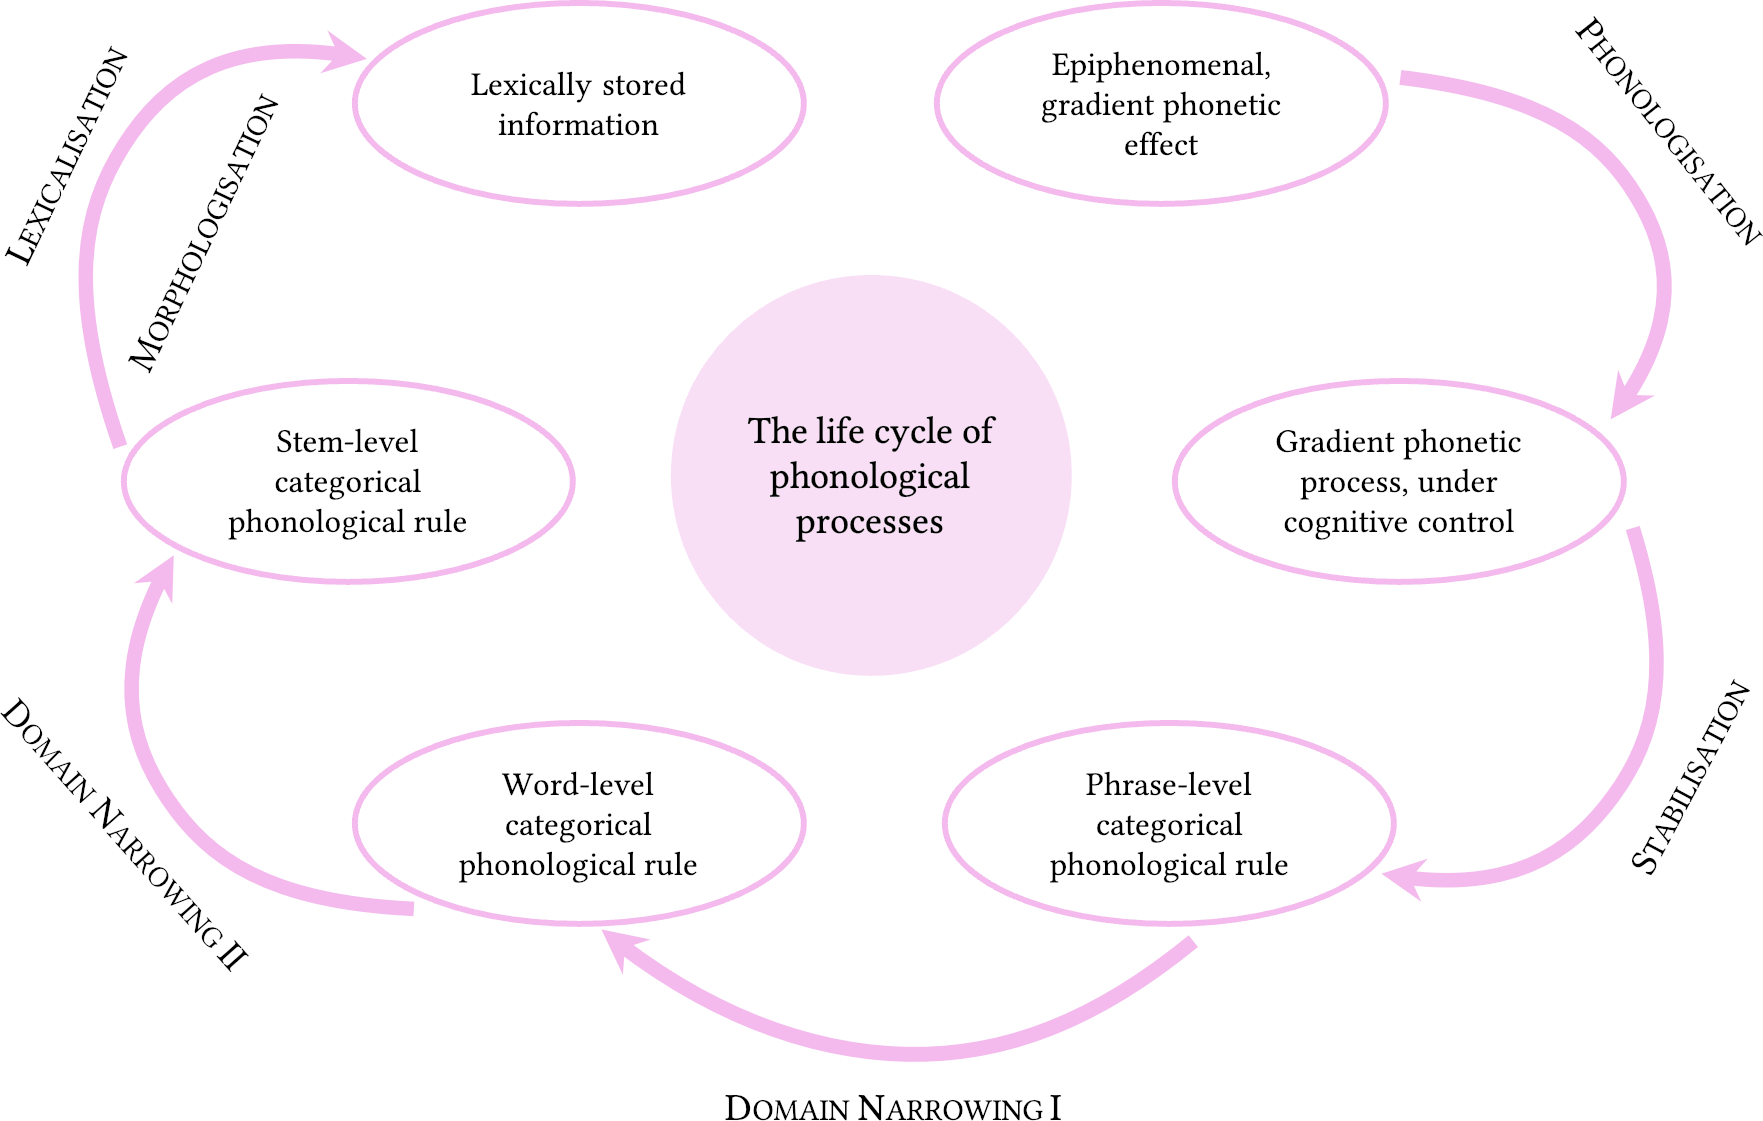 Epiphenomenal,
gradient phonetic
effect
PHONOLOGISATION
Gradient phonetic
process, under
cognitive control
STABILISATION
Phrase-level
categorical
phonological rule
DOMAIN NARROWING I
Word-level
categorical
phonological rule
DOMAIN NARROWING II
Stem-level
categorical
phonological rule
LEXICALISATION
MORPHOLOGISATION
Lexically stored
information
The life cycle of
phonological
processes